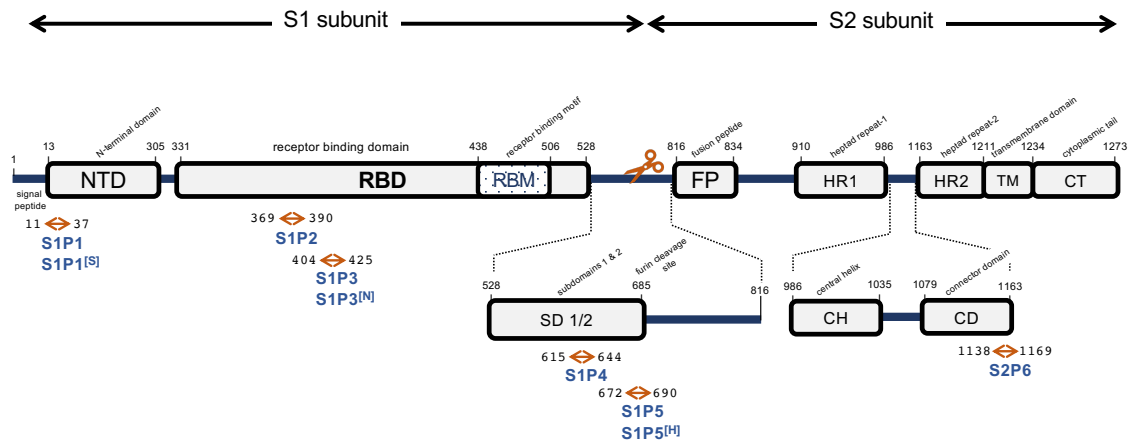 S1 subunit
S2 subunit
N-terminal domain
receptor binding domain
receptor binding motif
fusion peptide
heptad repeat-1
heptad repeat-2
transmembrane domain
cytoplasmic tail
1
13
305
331
438
506
528
816
834
910
986
1163
1211
1234
1273
NTD
RBD
RBM
FP
HR1
HR2
TM
CT
signal
peptide
11
37
S1P1
S1P1[S]
369
390
S1P2
404
425
S1P3
S1P3[N]
subdomains 1 & 2
furin cleavage
site
central helix
connector domain
528
685
816
986
1035
1079
1163
SD 1/2
CH
CD
615
644
S1P4
672
690
S1P5
S1P5[H]
1138
1169
S2P6